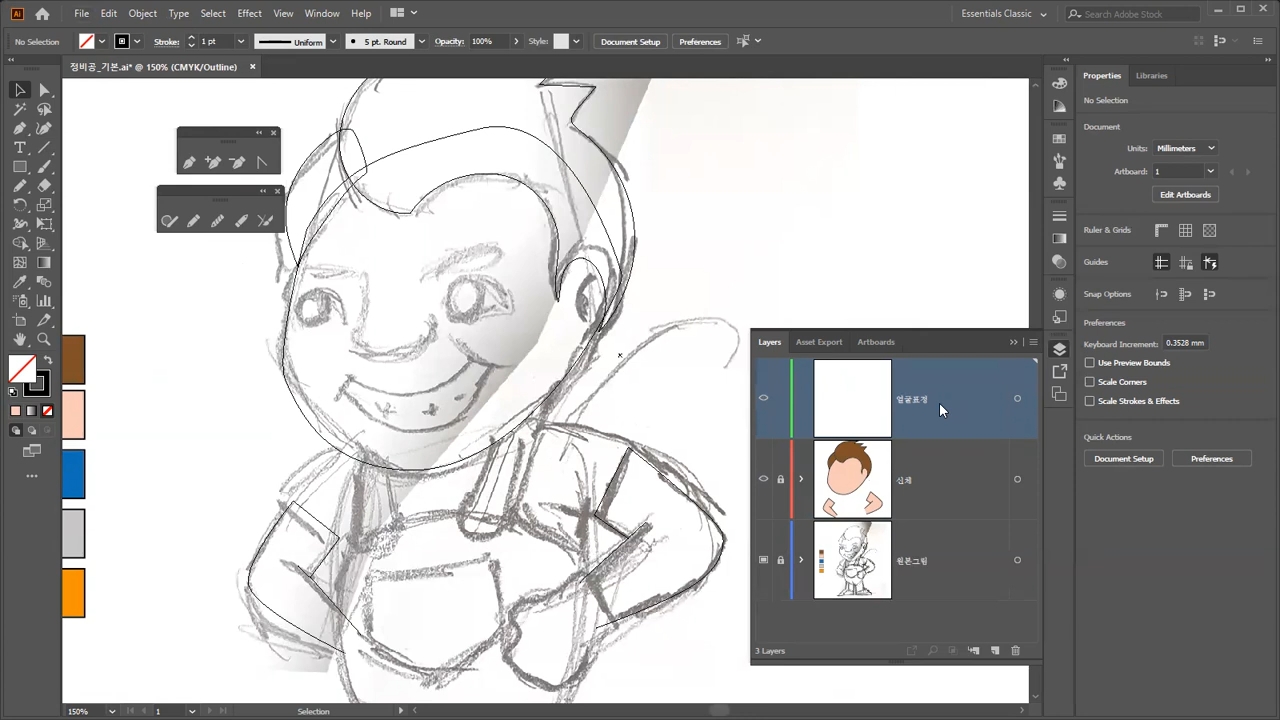 Ai File Edit Object Type Select Effect View Window Help Essentials Classic Search Adobe Stock
No Selection Stroke: 1 pt Uniform 5 pt. Round Opacity: 100% Style: Document Setup Preferences
정비공_기본.ai* @ 150% (CMYK/Outline)
Properties Libraries
No Selection
Document
Units: Millimeters
Artboard: 1
Edit Artboards
Ruler & Grids
Guides
Snap Options
Preferences
Keyboard Increment: 0.3528 mm
Use Preview Bounds
Scale Corners
Scale Strokes & Effects
Quick Actions
Document Setup Preferences
Layers Asset Export Artboards
얼굴표정
신체
원본그림
3 Layers
150% 1 Selection